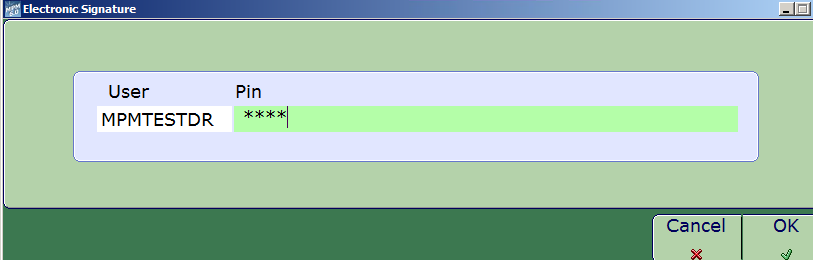 Electronic Signature
User Pin
MPMTESTDR ****
Cancel OK